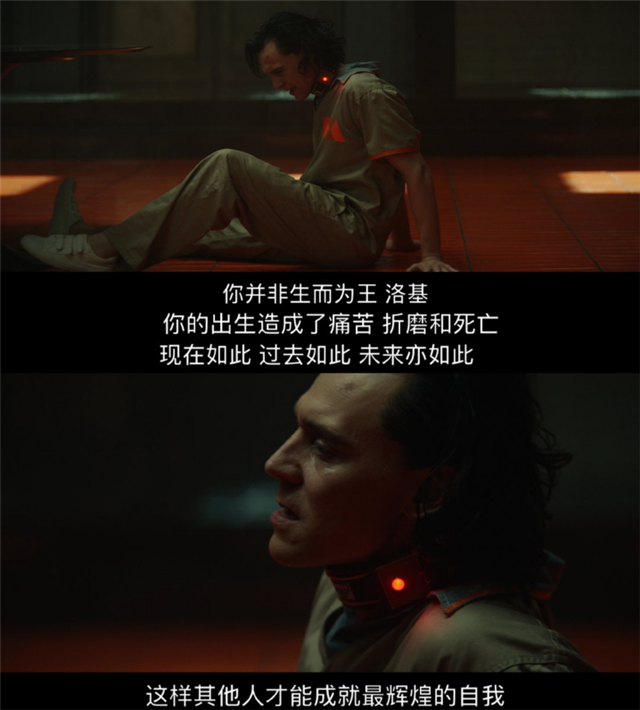 你并非生而为王 洛基
你的出生造成了痛苦 折磨和死亡
现在如此 过去如此 未来亦如此
这样其他人才能成就最辉煌的自我